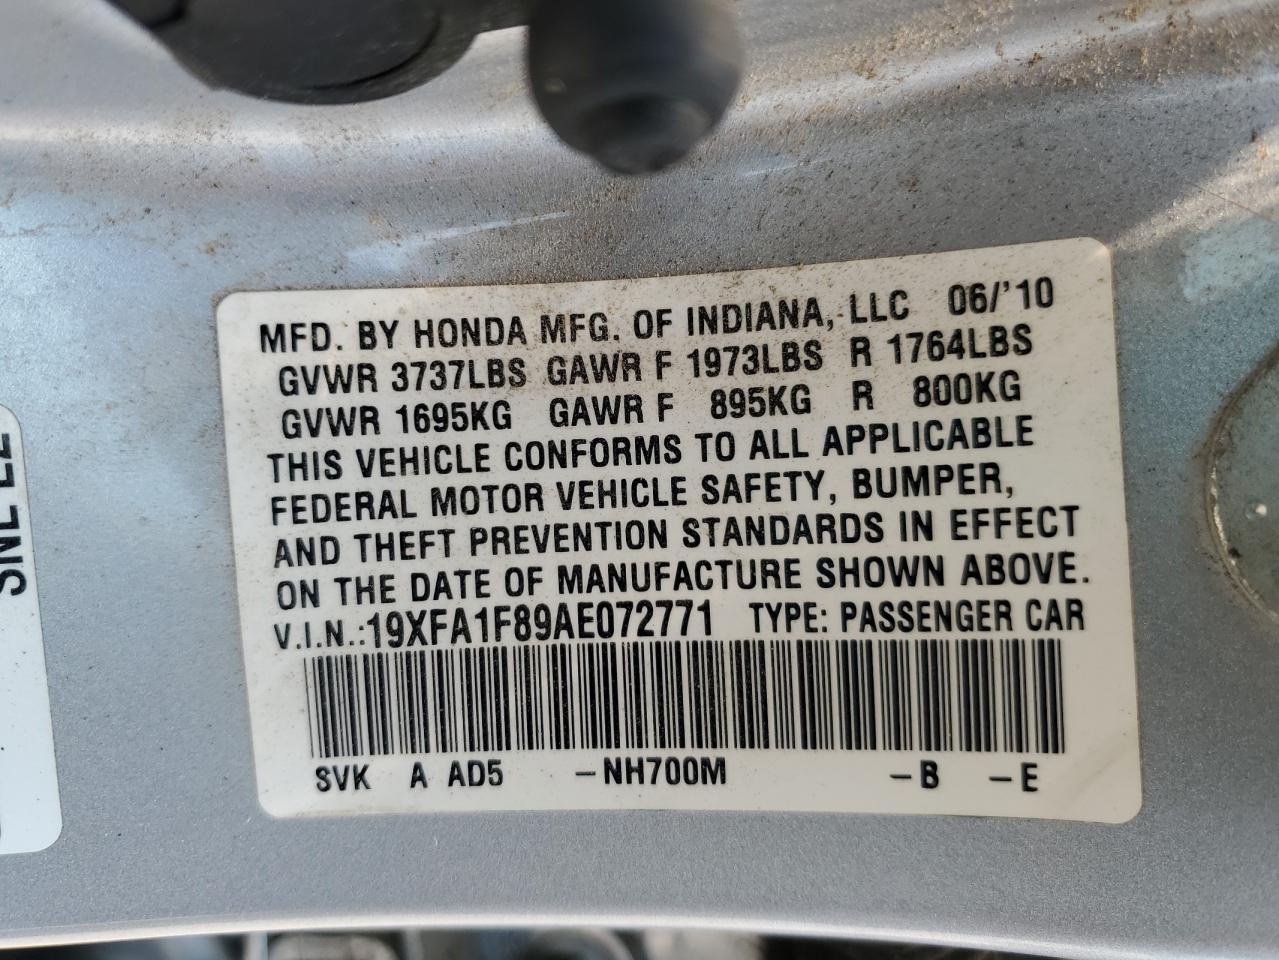 MFD. BY HONDA MFG. OF INDIANA, LLC 06/'10
GVWR 3737LBS GAWR F 1973LBS R 1764LBS
GVWR 1695KG GAWR F 895KG R 800KG
THIS VEHICLE CONFORMS TO ALL APPLICABLE
FEDERAL MOTOR VEHICLE SAFETY, BUMPER,
AND THEFT PREVENTION STANDARDS IN EFFECT
ON THE DATE OF MANUFACTURE SHOWN ABOVE.
V.I.N.:19XFA1F89AE072771 TYPE: PASSENGER CAR
SVK A AD5 -NH700M -B -E